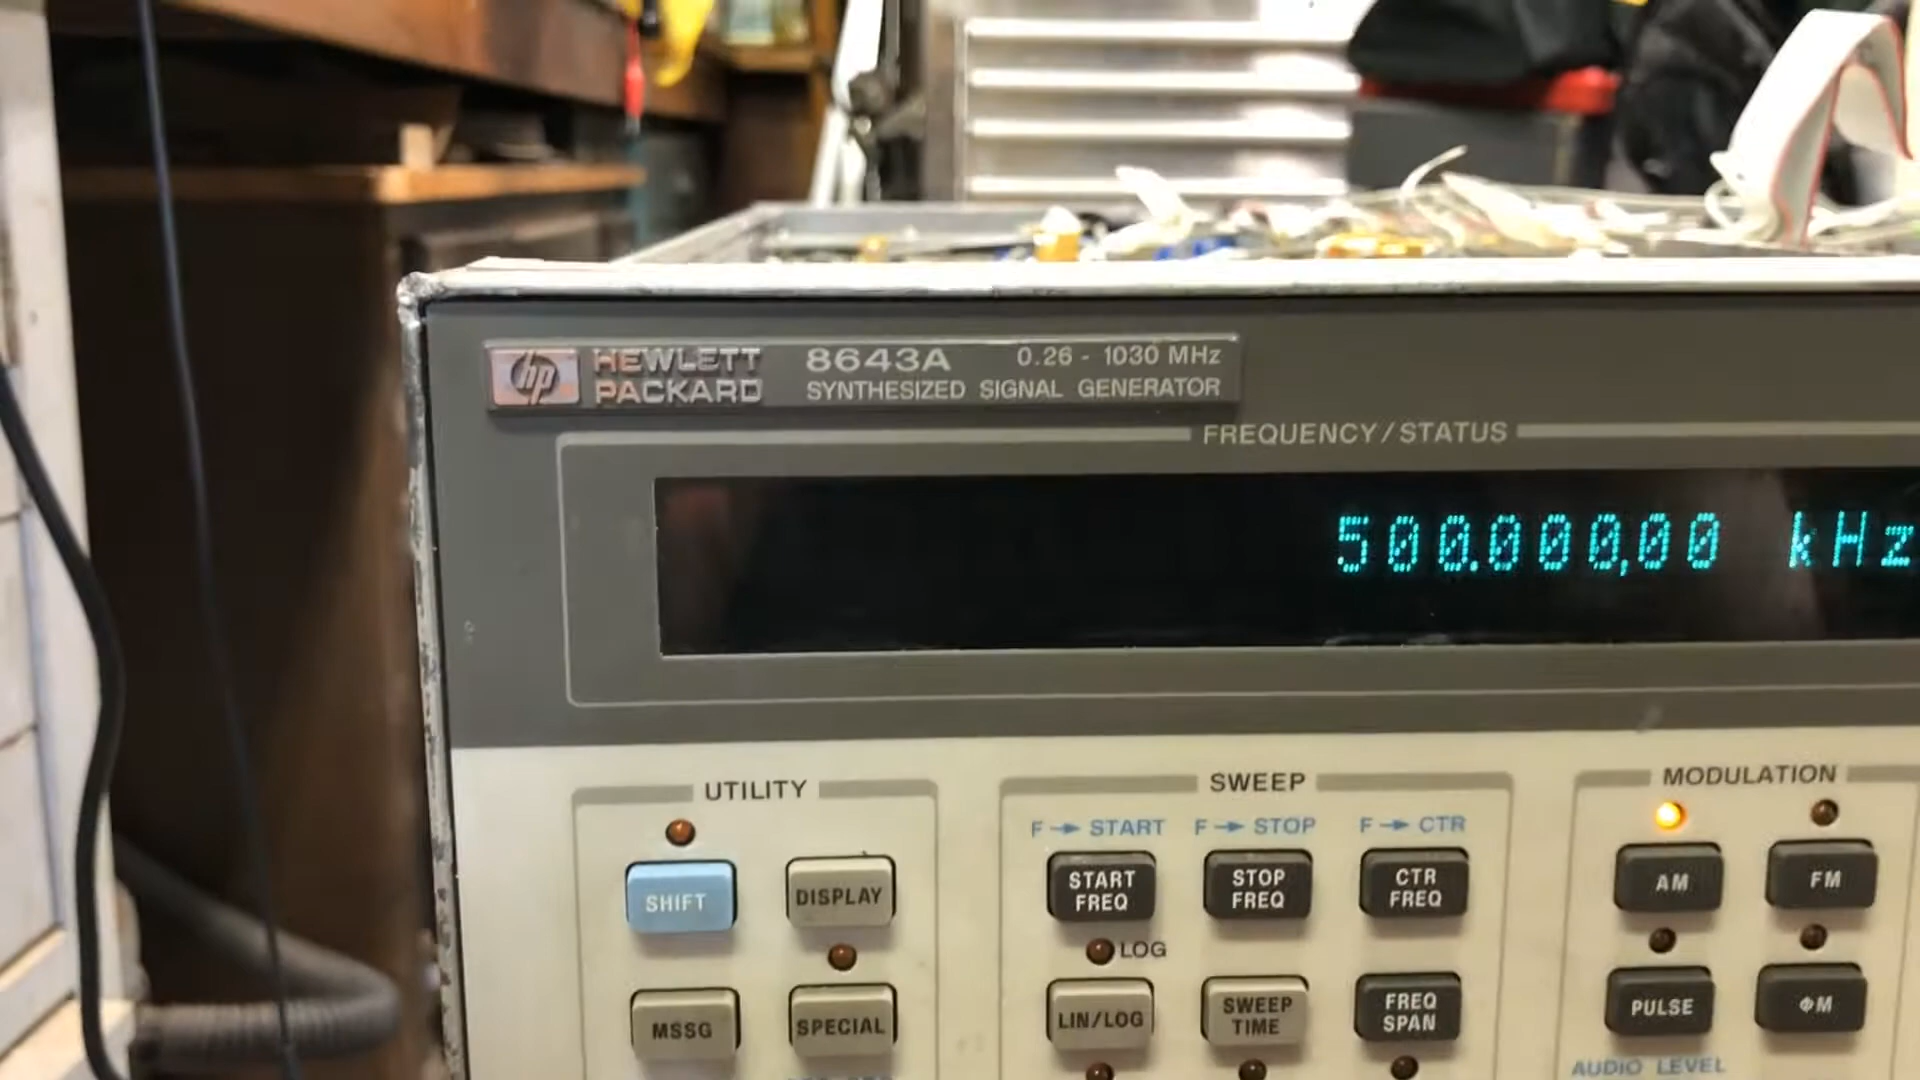 hp HEWLETT PACKARD 8643A 0.26 - 1030 MHz
SYNTHESIZED SIGNAL GENERATOR
FREQUENCY/STATUS
500.000,00 kHz
UTILITY
SHIFT
DISPLAY
MSSG
SPECIAL
SWEEP
F → START F → STOP F → CTR
START FREQ
STOP FREQ
CTR FREQ
LOG
LIN/LOG
SWEEP TIME
FREQ SPAN
MODULATION
AM
FM
PULSE
ΦM
AUDIO LEVEL